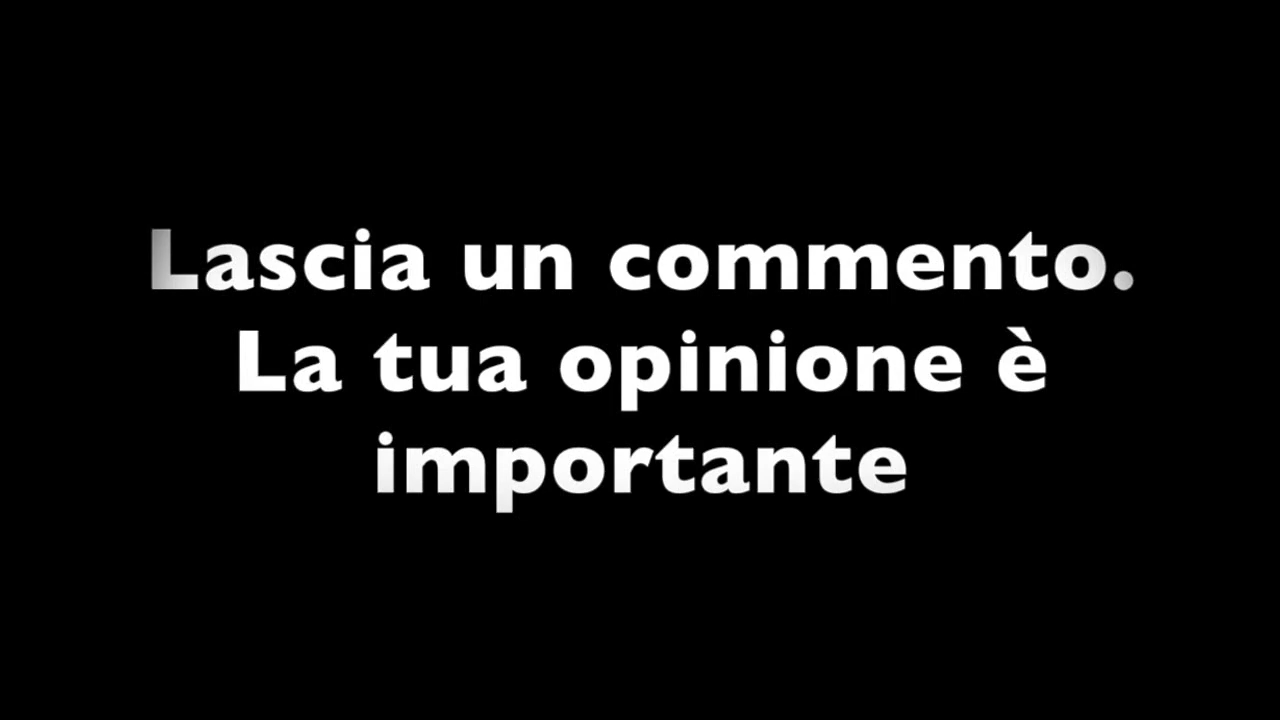 Lascia un commento.
La tua opinione è
importante